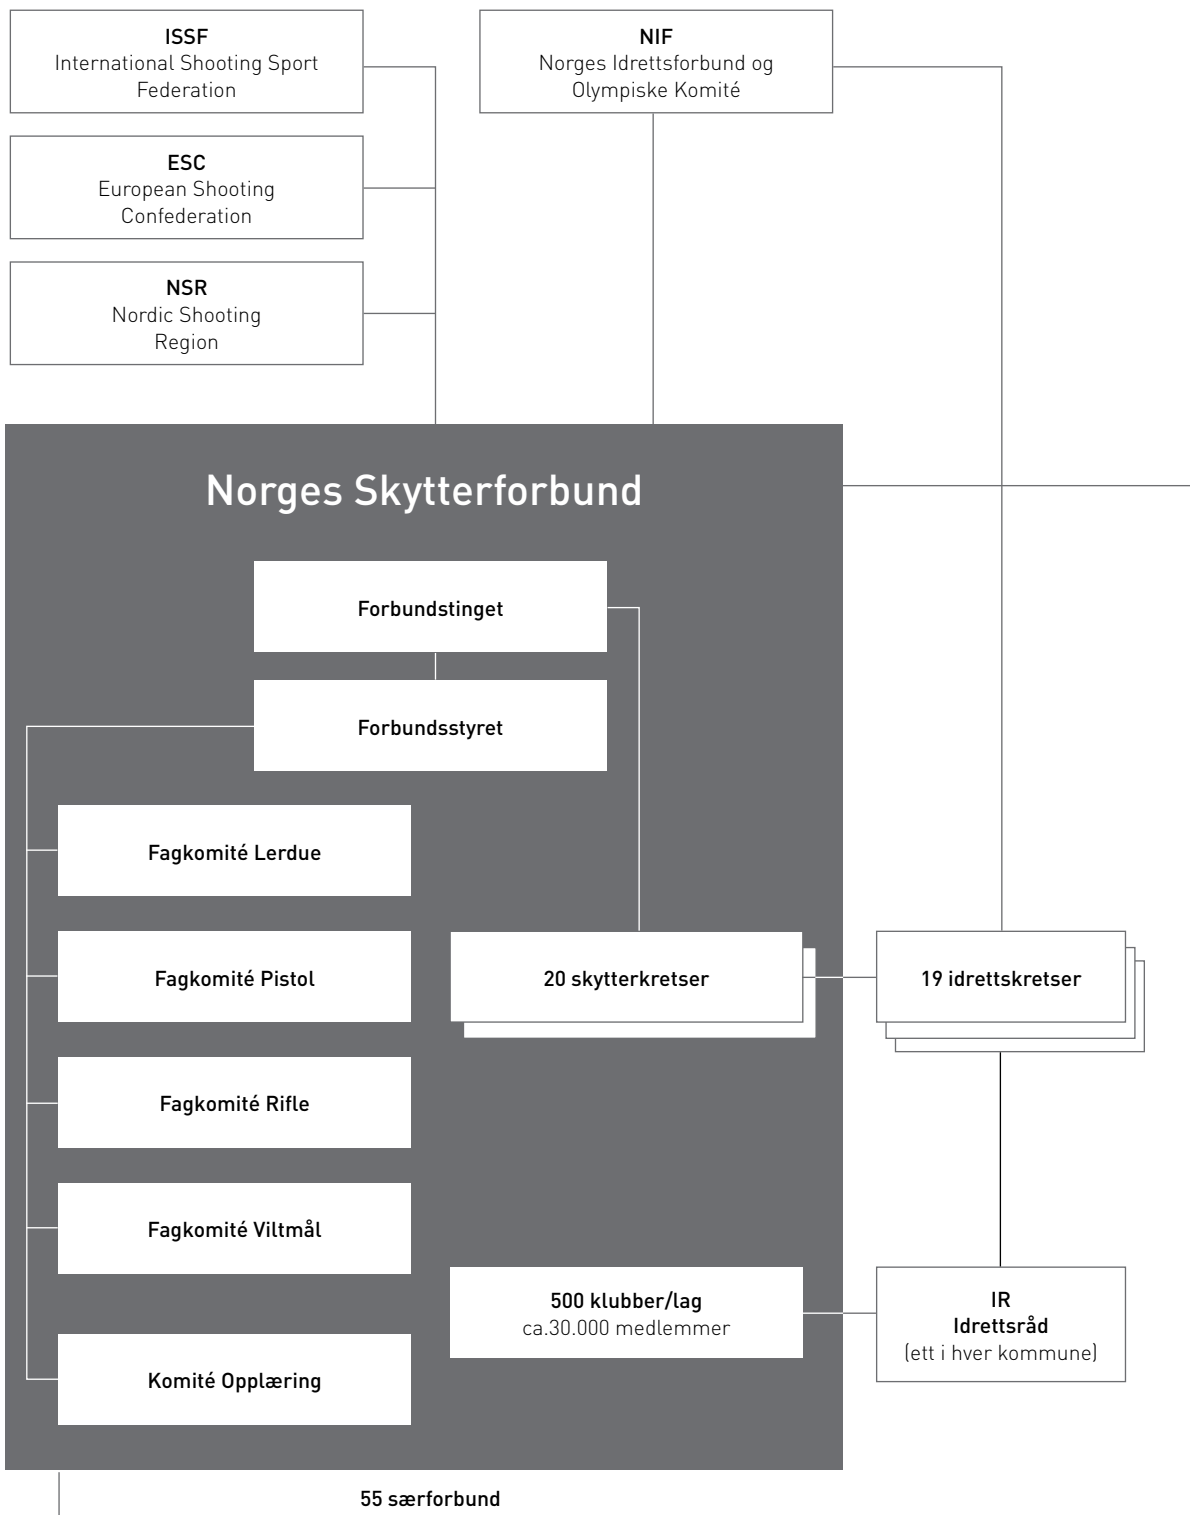 ISSF
International Shooting Sport
Federation
NIF
Norges Idrettsforbund og
Olympiske Komité
ESC
European Shooting
Confederation
NSR
Nordic Shooting
Region
Norges Skytterforbund
Forbundstinget
Forbundsstyret
Fagkomité Lerdue
Fagkomité Pistol
20 skytterkretser
19 idrettskretser
Fagkomité Rifle
Fagkomité Viltmål
500 klubber/lag
ca.30.000 medlemmer
IR
Idrettsråd
(ett i hver kommune)
Komité Opplæring
55 særforbund